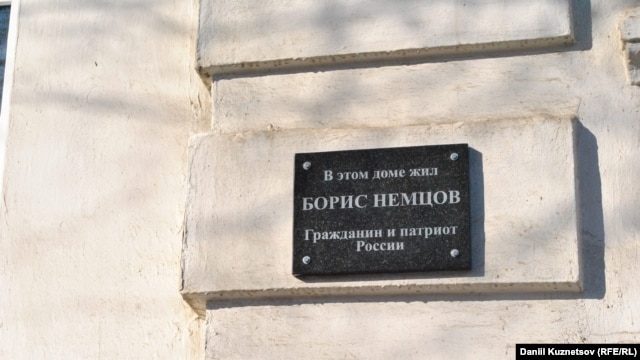 В этом доме жил
БОРИС НЕМЦОВ
Гражданин и патриот
России
Daniil Kuznetsov (RFE/RL)